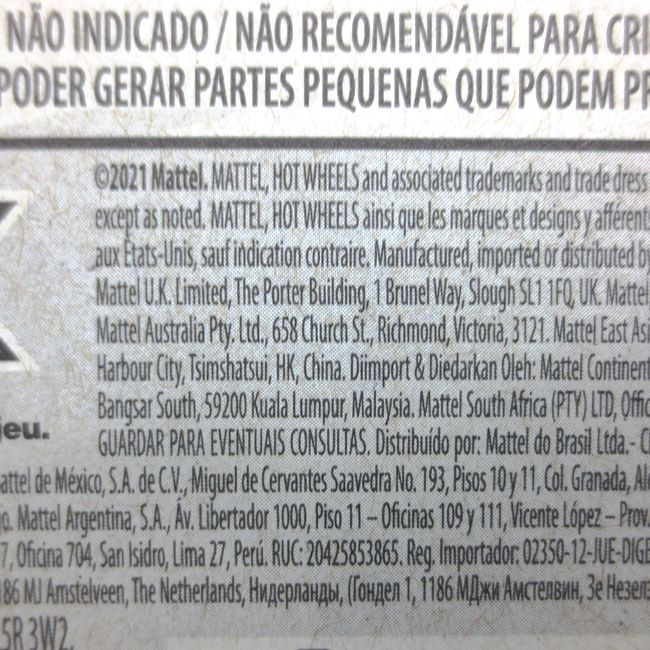 NÃO INDICADO / NÃO RECOMENDÁVEL PARA CRI
PODER GERAR PARTES PEQUENAS QUE PODEM PR
©2021 Mattel. MATTEL, HOT WHEELS and associated trademarks and trade dress
except as noted. MATTEL, HOT WHEELS ainsi que les marques et designs y afférents
aux États-Unis, sauf indication contraire. Manufactured, imported or distributed by
Mattel U.K. Limited, The Porter Building, 1 Brunel Way, Slough SL1 1FQ, UK. Mattel
Mattel Australia Pty. Ltd., 658 Church St., Richmond, Victoria, 3121. Mattel East Asi
Harbour City, Tsimshatsui, HK, China. Diimport & Diedarkan Oleh: Mattel Continent
Bangsar South, 59200 Kuala Lumpur, Malaysia. Mattel South Africa (PTY) LTD, Offic
jeu.
GUARDAR PARA EVENTUAIS CONSULTAS. Distribuído por: Mattel do Brasil Ltda.- C
attel de México, S.A. de C.V., Miguel de Cervantes Saavedra No. 193, Pisos 10 y 11, Col. Granada, Al
jo. Mattel Argentina, S.A., Av. Libertador 1000, Piso 11 – Oficinas 109 y 111, Vicente López – Prov.
7, Oficina 704, San Isidro, Lima 27, Perú. RUC: 20425853865. Reg. Importador: 02350-12-JUE-DIGE
186 MJ Amstelveen, The Netherlands, Нидерланды, (Гондел 1, 1186 МДжи Амстелвин, Зе Незел
5R 3W2.